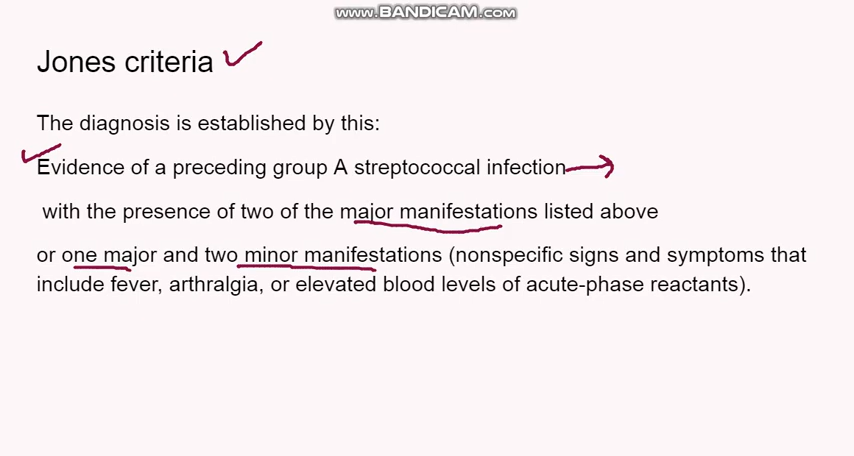 www.BANDICAM.com
Jones criteria
The diagnosis is established by this:
Evidence of a preceding group A streptococcal infection
with the presence of two of the major manifestations listed above
or one major and two minor manifestations (nonspecific signs and symptoms that
include fever, arthralgia, or elevated blood levels of acute-phase reactants).